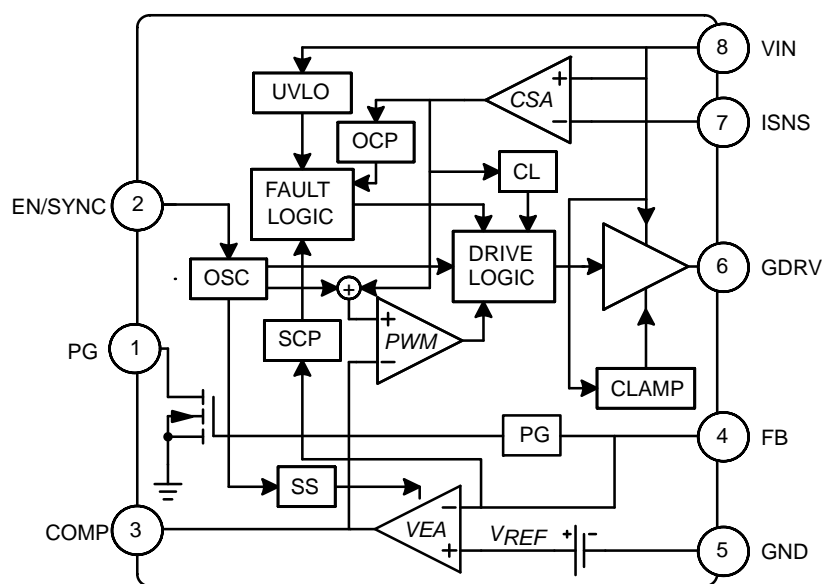 8 VIN
UVLO
+
CSA
−
OCP
7 ISNS
CL
FAULT
LOGIC
EN/SYNC 2
DRIVE
LOGIC
OSC
+
6 GDRV
PG 1
SCP
+
PWM
−
CLAMP
PG
4 FB
SS
COMP 3
−
VEA
+
VREF
+ −
5 GND